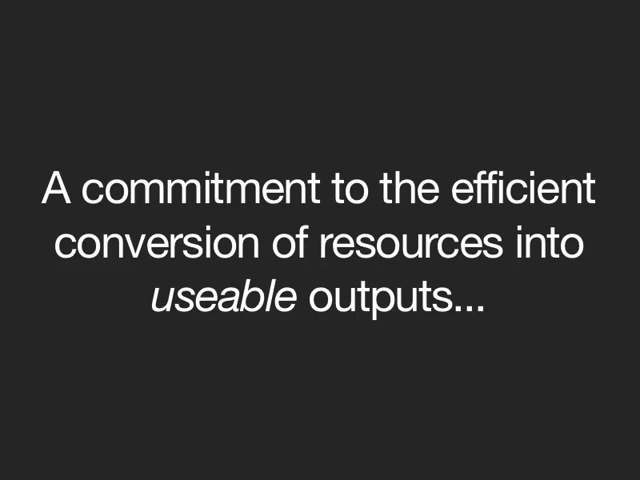 A commitment to the efficient
conversion of resources into
useable outputs...